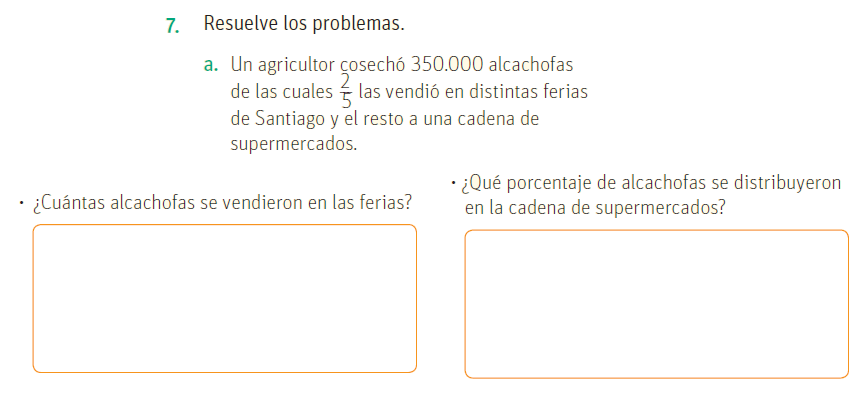 7. Resuelve los problemas.
a. Un agricultor cosechó 350.000 alcachofas
de las cuales 2/5 las vendió en distintas ferias
de Santiago y el resto a una cadena de
supermercados.
• ¿Cuántas alcachofas se vendieron en las ferias?
• ¿Qué porcentaje de alcachofas se distribuyeron
en la cadena de supermercados?